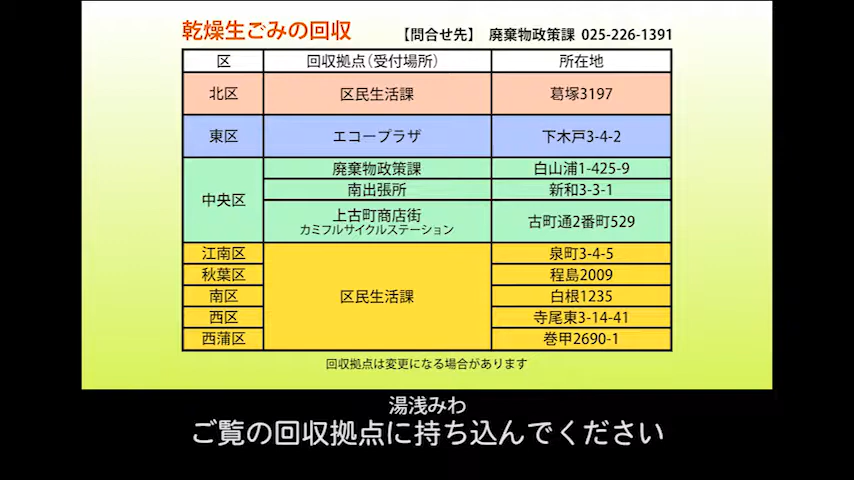 乾燥生ごみの回収
【問合せ先】 廃棄物政策課 025-226-1391
区 回収拠点(受付場所) 所在地
北区 区民生活課 葛塚3197
東区 エコープラザ 下木戸3-4-2
中央区 廃棄物政策課 白山浦1-425-9
南出張所 新和3-3-1
上古町商店街
カミフルサイクルステーション 古町通2番町529
江南区 区民生活課 泉町3-4-5
秋葉区 程島2009
南区 白根1235
西区 寺尾東3-14-41
西蒲区 巻甲2690-1
回収拠点は変更になる場合があります
湯浅みわ
ご覧の回収拠点に持ち込んでください